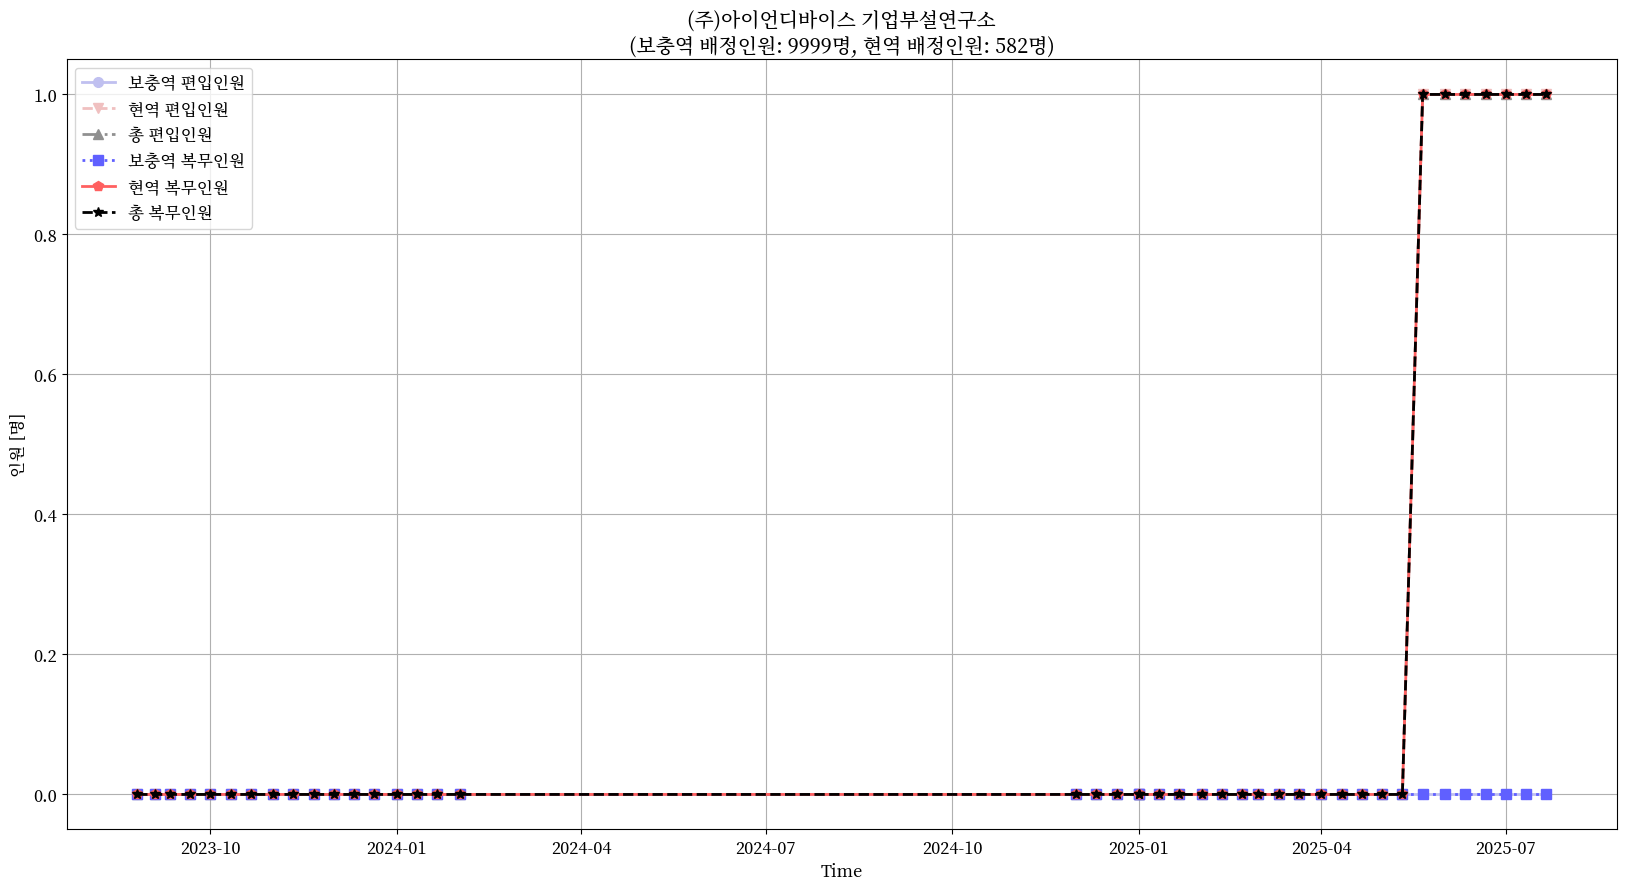 (주)아이언디바이스 기업부설연구소
(보충역 배정인원: 9999명, 현역 배정인원: 582명)
보충역 편입인원
현역 편입인원
총 편입인원
보충역 복무인원
현역 복무인원
총 복무인원
1.0
0.8
0.6
0.4
0.2
0.0
인원 [명]
2023-10
2024-01
2024-04
2024-07
2024-10
2025-01
2025-04
2025-07
Time